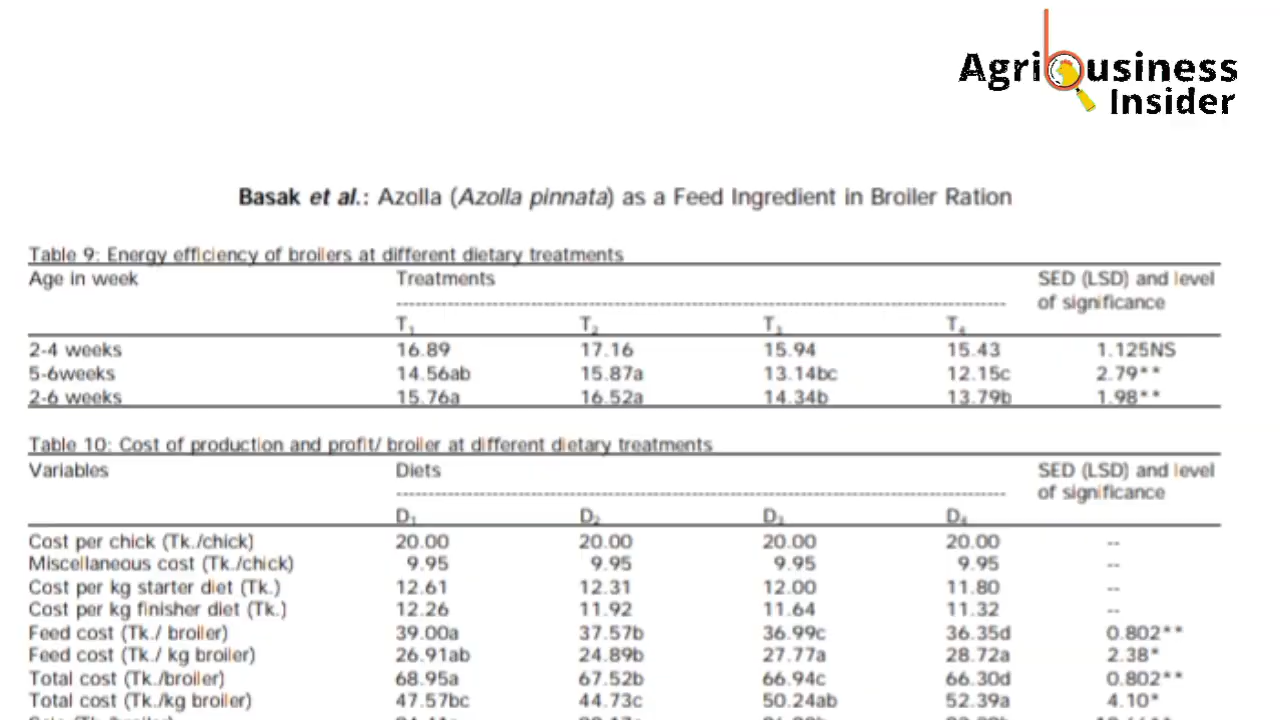 Agribusiness
Insider
Basak et al.: Azolla (Azolla pinnata) as a Feed Ingredient in Broiler Ration
Table 9: Energy efficiency of broilers at different dietary treatments
Age in week Treatments SED (LSD) and level
of significance
T1 T2 T3 T4
2-4 weeks 16.89 17.16 15.94 15.43 1.125NS
5-6weeks 14.56ab 15.87a 13.14bc 12.15c 2.79**
2-6 weeks 15.76a 16.52a 14.34b 13.79b 1.98**
Table 10: Cost of production and profit/ broiler at different dietary treatments
Variables Diets SED (LSD) and level
of significance
D1 D2 D3 D4
Cost per chick (Tk./chick) 20.00 20.00 20.00 20.00 --
Miscellaneous cost (Tk./chick) 9.95 9.95 9.95 9.95 --
Cost per kg starter diet (Tk.) 12.61 12.31 12.00 11.80 --
Cost per kg finisher diet (Tk.) 12.26 11.92 11.64 11.32 --
Feed cost (Tk./ broiler) 39.00a 37.57b 36.99c 36.35d 0.802**
Feed cost (Tk./ kg broiler) 26.91ab 24.89b 27.77a 28.72a 2.38*
Total cost (Tk./broiler) 68.95a 67.52b 66.94c 66.30d 0.802**
Total cost (Tk./kg broiler) 47.57bc 44.73c 50.24ab 52.39a 4.10*